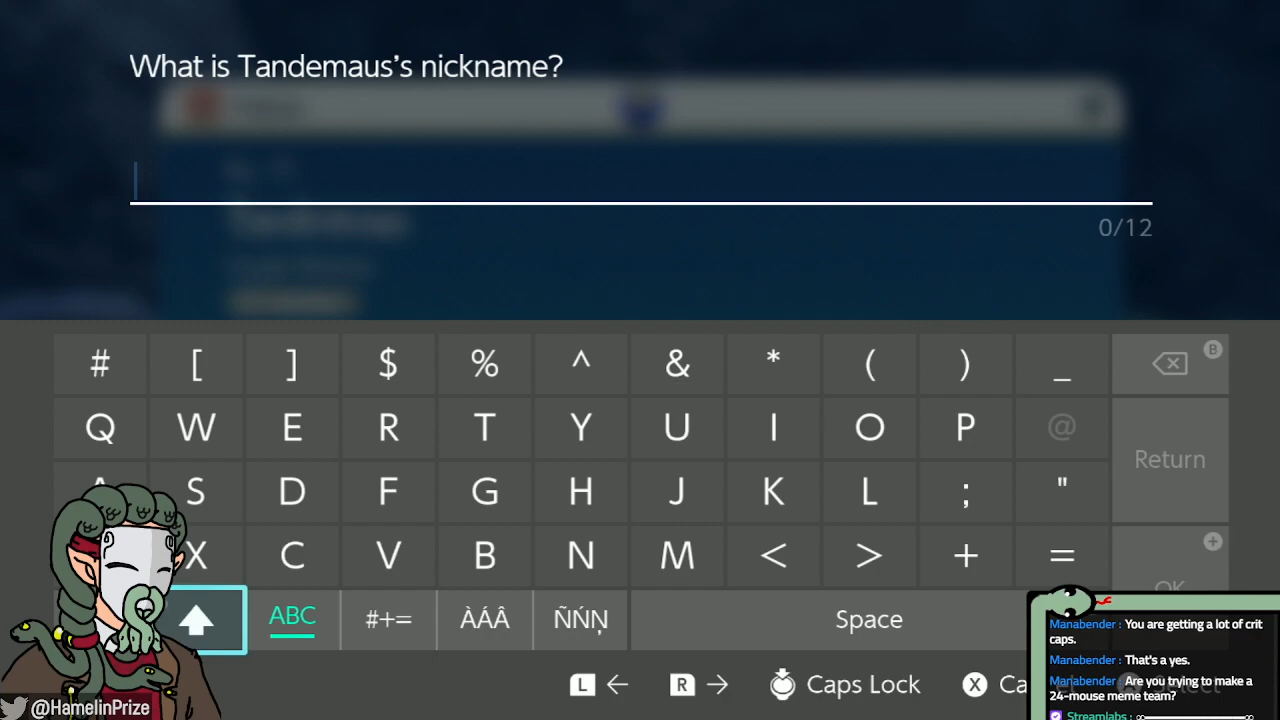 What is Tandemaus's nickname?
0/12
# [ ] $ % ^ & * ( ) _ B
Q W E R T Y U I O P @
Return
S D F G H J K L ; "
X C V B N M < > + =
ABC #+= ÀÁÂ ÑŃŅ Space
L ← R → Caps Lock X
Manabender : You are getting a lot of crit
caps.
Manabender : That's a yes.
Manabender : Are you trying to make a
24-mouse meme team?
Streamlabs :
@HamelinPrize